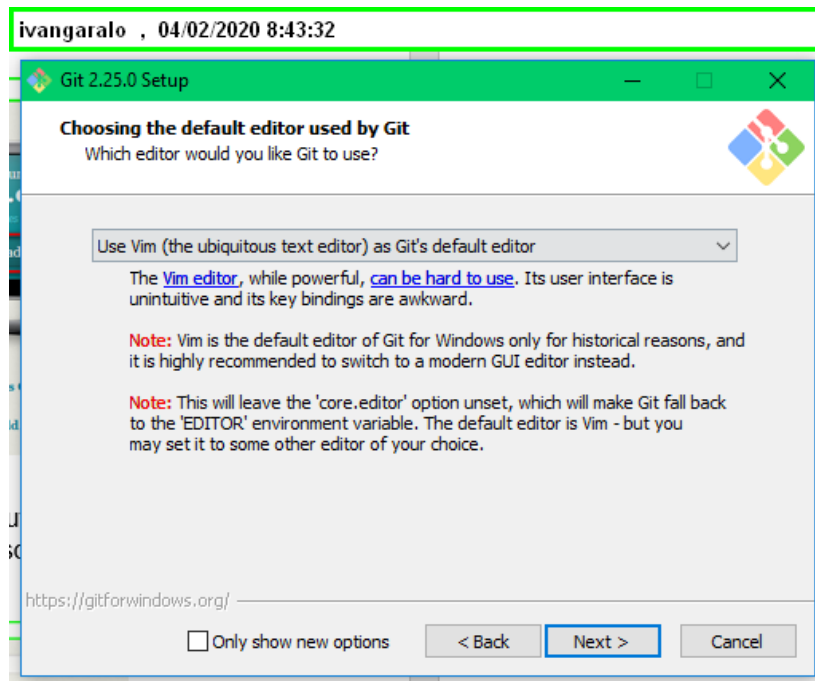 ivangaralo , 04/02/2020 8:43:32
Git 2.25.0 Setup
Choosing the default editor used by Git
Which editor would you like Git to use?
Use Vim (the ubiquitous text editor) as Git's default editor
The Vim editor, while powerful, can be hard to use. Its user interface is
unintuitive and its key bindings are awkward.
Note: Vim is the default editor of Git for Windows only for historical reasons, and
it is highly recommended to switch to a modern GUI editor instead.
Note: This will leave the 'core.editor' option unset, which will make Git fall back
to the 'EDITOR' environment variable. The default editor is Vim - but you
may set it to some other editor of your choice.
https://gitforwindows.org/
Only show new options
< Back
Next >
Cancel